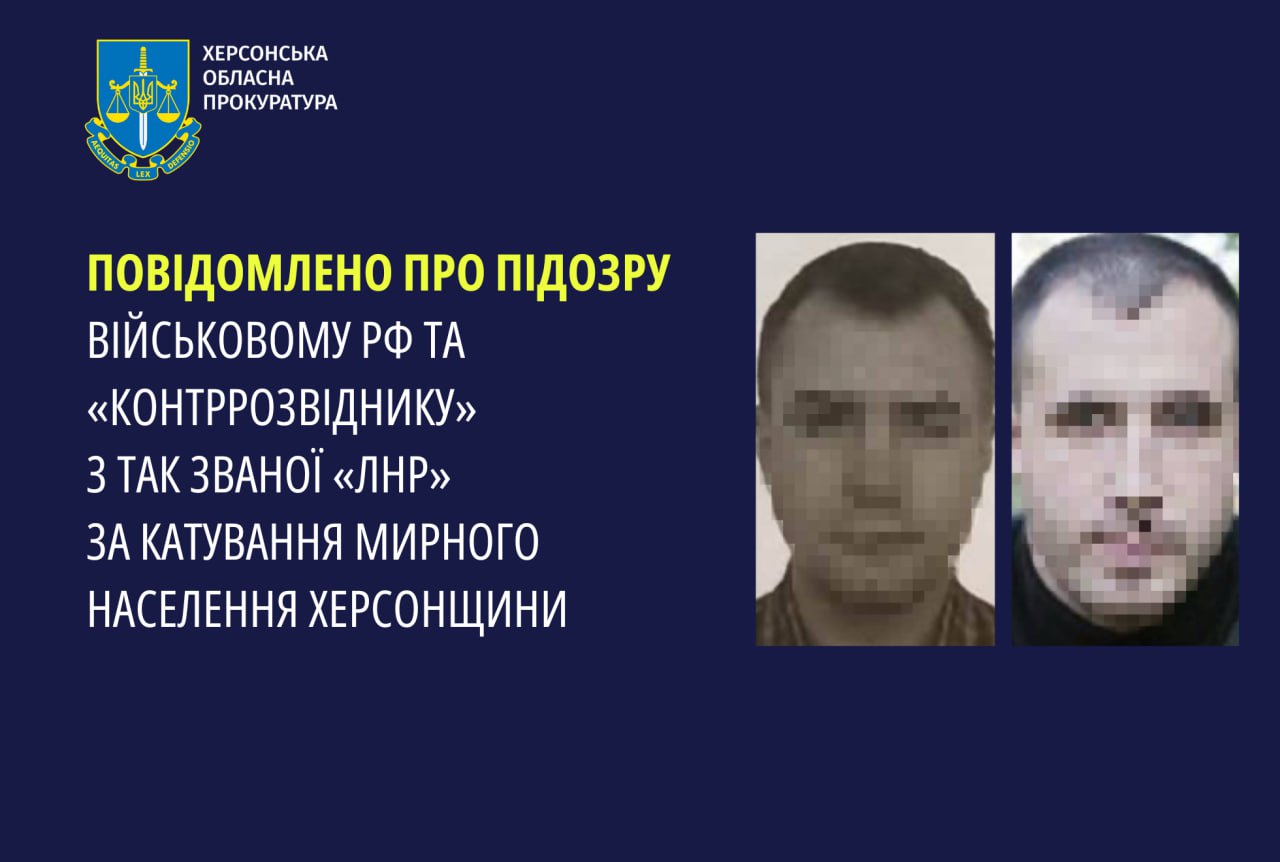 ХЕРСОНСЬКА
ОБЛАСНА
ПРОКУРАТУРА
AEQUITAS LEX DEFENSIO
ПОВІДОМЛЕНО ПРО ПІДОЗРУ
ВІЙСЬКОВОМУ РФ ТА
«КОНТРРОЗВІДНИКУ»
З ТАК ЗВАНОЇ «ЛНР»
ЗА КАТУВАННЯ МИРНОГО
НАСЕЛЕННЯ ХЕРСОНЩИНИ